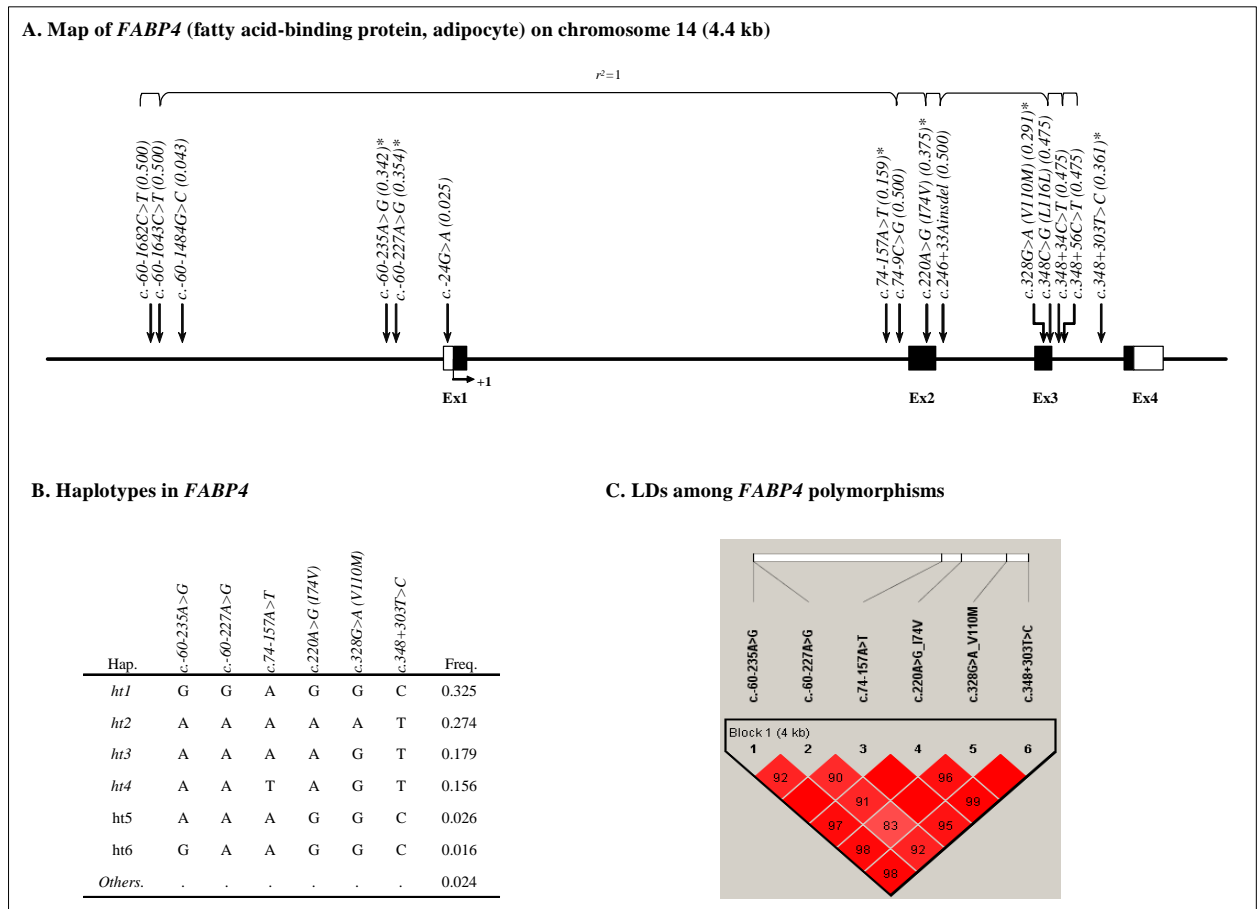 A. Map of FABP4 (fatty acid-binding protein, adipocyte) on chromosome 14 (4.4 kb)
r²=1
c.-60-1682C>T (0.500)
c.-60-1643C>T (0.500)
c.-60-1484G>C (0.043)
c.-60-235A>G (0.342)*
c.-60-227A>G (0.354)*
c.-24G>A (0.025)
c.74-157A>T (0.159)*
c.74-9C>G (0.500)
c.220A>G (I74V) (0.375)*
c.246+33Ainsdel (0.500)
c.328G>A (V110M) (0.291)*
c.348C>G (L116L) (0.475)
c.348+34C>T (0.475)
c.348+56C>T (0.475)
c.348+303T>C (0.361)*
+1
Ex1 Ex2 Ex3 Ex4
B. Haplotypes in FABP4
Hap. c.-60-235A>G c.-60-227A>G c.74-157A>T c.220A>G (I74V) c.328G>A (V110M) c.348+303T>C Freq.
ht1 G G A G G C 0.325
ht2 A A A A A T 0.274
ht3 A A A A G T 0.179
ht4 A A T A G T 0.156
ht5 A A A G G C 0.026
ht6 G A A G G C 0.016
Others. . . . . . . 0.024
C. LDs among FABP4 polymorphisms
c.-60-235A>G
c.-60-227A>G
c.74-157A>T
c.220A>G_I74V
c.328G>A_V110M
c.348+303T>C
Block 1 (4 kb)
1 2 3 4 5 6
92 90 96
91 99
97 83 95
98 92
98